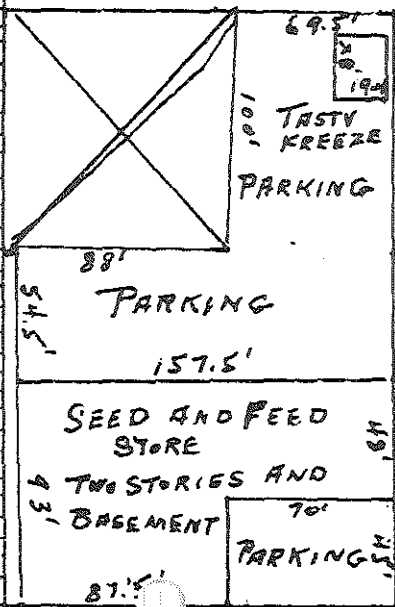 69.5'
19
100'
TASTY
FREEZE
PARKING
88'
54.5'
PARKING
157.5'
SEED AND FEED
STORE
TWO STORIES AND
BASEMENT
70'
PARKING
87.5'